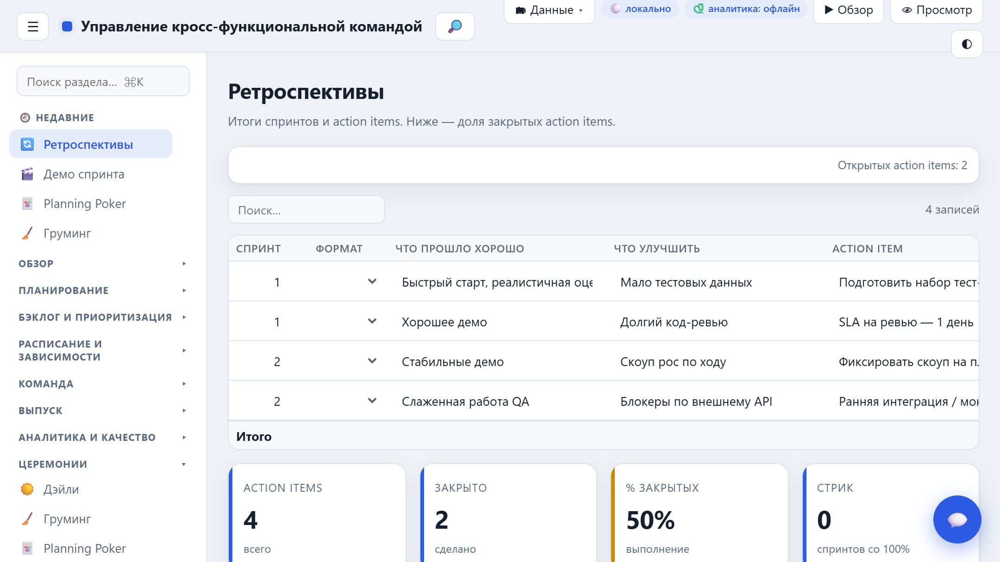 ☰ Управление кросс-функциональной командой
Данные ▾
локально
аналитика: офлайн
▶ Обзор
Просмотр
Поиск раздела... ⌘K
НЕДАВНИЕ
Ретроспективы
Демо спринта
Planning Poker
Груминг
ОБЗОР
ПЛАНИРОВАНИЕ
БЭКЛОГ И ПРИОРИТИЗАЦИЯ
РАСПИСАНИЕ И
ЗАВИСИМОСТИ
КОМАНДА
ВЫПУСК
АНАЛИТИКА И КАЧЕСТВО
ЦЕРЕМОНИИ
Дэйли
Груминг
Planning Poker
Ретроспективы
Итоги спринтов и action items. Ниже — доля закрытых action items.
Открытых action items: 2
Поиск...
4 записей
СПРИНТ ФОРМАТ ЧТО ПРОШЛО ХОРОШО ЧТО УЛУЧШИТЬ ACTION ITEM
1 Быстрый старт, реалистичная оце Мало тестовых данных Подготовить набор тест-
1 Хорошее демо Долгий код-ревью SLA на ревью — 1 день
2 Стабильные демо Скоуп рос по ходу Фиксировать скоуп на пл
2 Слаженная работа QA Блокеры по внешнему API Ранняя интеграция / мок
Итого
ACTION ITEMS
4
всего
ЗАКРЫТО
2
сделано
% ЗАКРЫТЫХ
50%
выполнение
СТРИК
0
спринтов со 100%